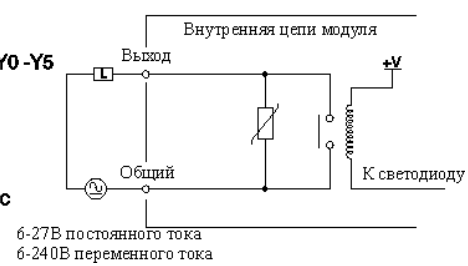 Внутренняя цепи модуля
Y0 -Y5
Выход
L
+V
Общий
К светодиоду
С
6-27В постоянного тока
6-240В переменного тока